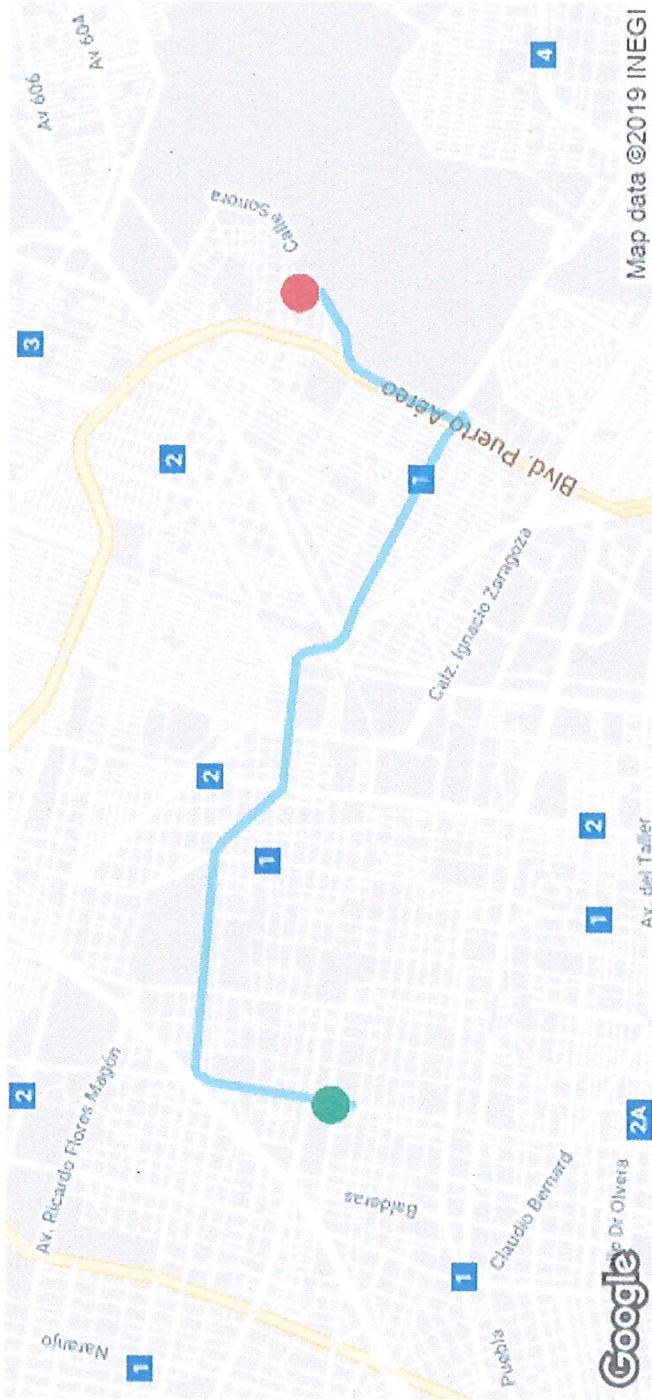 Av 606
Av 604
3
2
Calle Sonora
4
2
Av. Ricardo Flores Magón
Naranjo
1
2
1
1
Blvd. Puerto Aéreo
Calz. Ignacio Zaragoza
Balderas
1
Puebla
Claudio Bernard
1
2
Av. del Taller
2A
Dr Olvera
Google
Map data ©2019 INEGI